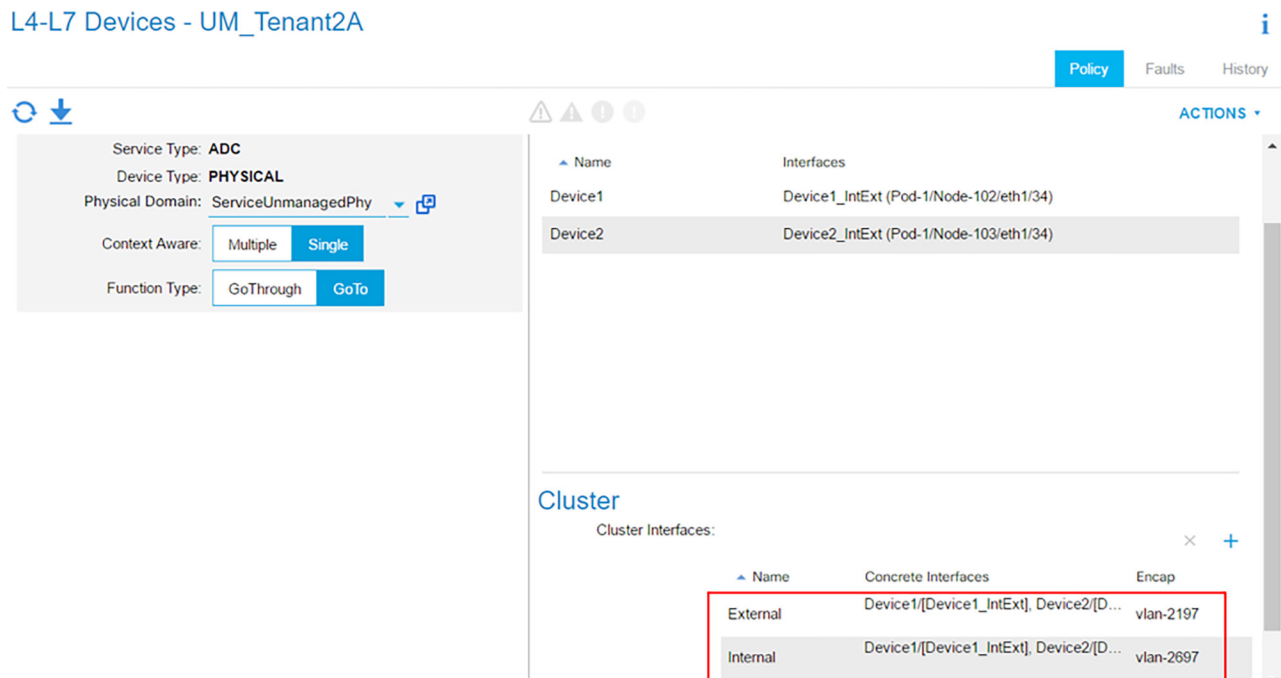 L4-L7 Devices - UM_Tenant2A
i
Policy Faults History
ACTIONS
Service Type: ADC
Device Type: PHYSICAL
Physical Domain: ServiceUnmanagedPhy
Context Aware: Multiple Single
Function Type: GoThrough GoTo
Name Interfaces
Device1 Device1_IntExt (Pod-1/Node-102/eth1/34)
Device2 Device2_IntExt (Pod-1/Node-103/eth1/34)
Cluster
Cluster Interfaces:
Name Concrete Interfaces Encap
External Device1/[Device1_IntExt], Device2/[D... vlan-2197
Internal Device1/[Device1_IntExt], Device2/[D... vlan-2697